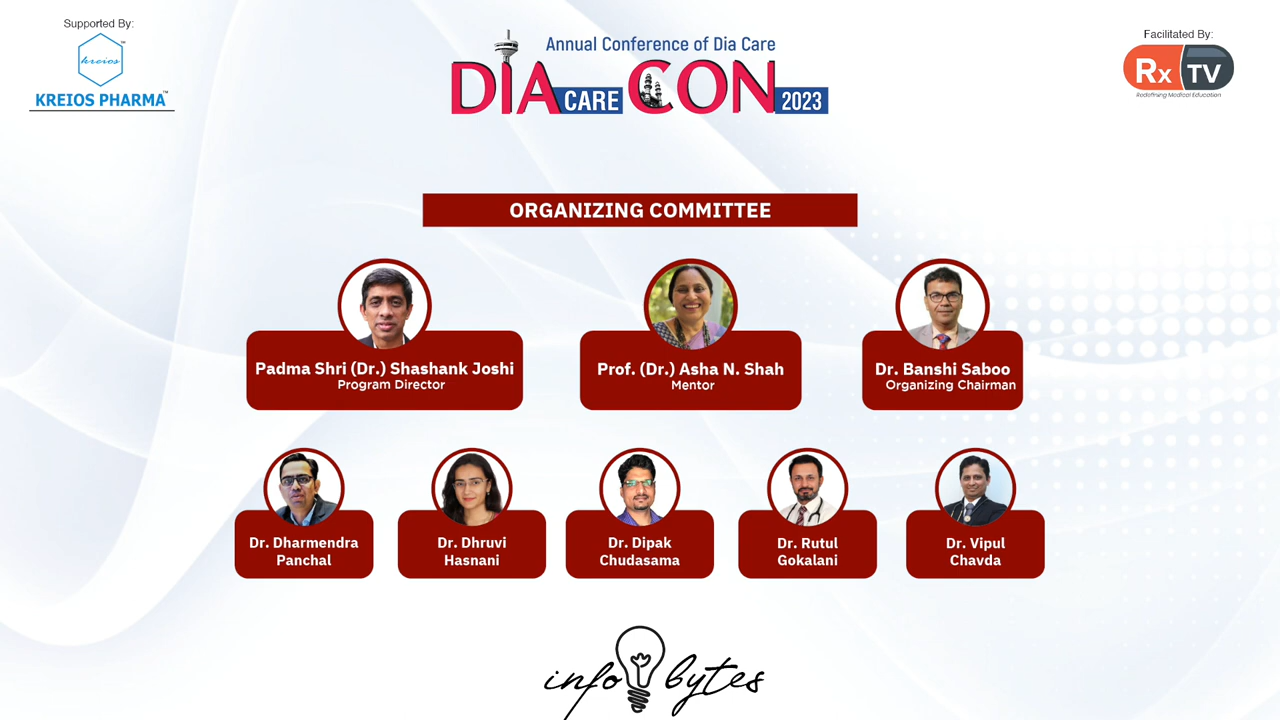 Supported By:
kreios
KREIOS PHARMA™
Annual Conference of Dia Care
DIA CARE CON 2023
Facilitated By:
Rx TV
Redefining Medical Education
ORGANIZING COMMITTEE
Padma Shri (Dr.) Shashank Joshi
Program Director
Prof. (Dr.) Asha N. Shah
Mentor
Dr. Banshi Saboo
Organizing Chairman
Dr. Dharmendra
Panchal
Dr. Dhruvi
Hasnani
Dr. Dipak
Chudasama
Dr. Rutul
Gokalani
Dr. Vipul
Chavda
info bytes